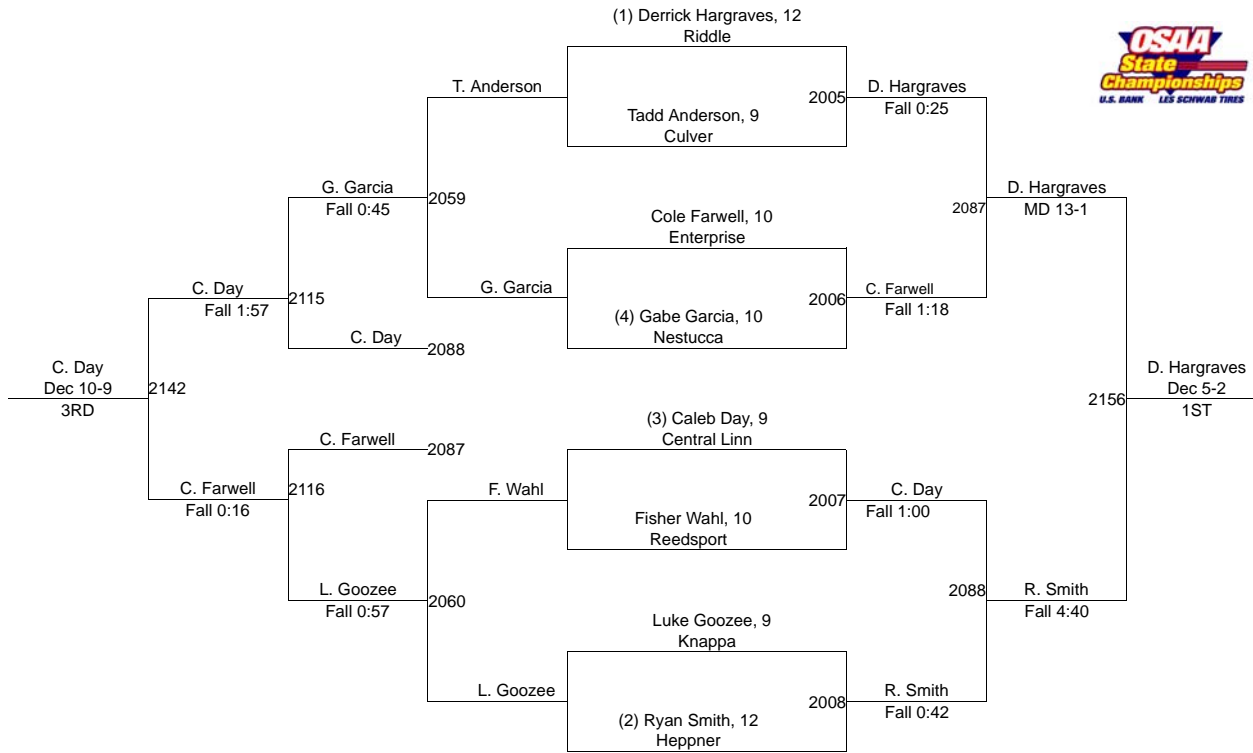 (1) Derrick Hargraves, 12
Riddle
OSAA
State
Championships
U.S. BANK LES SCHWAB TIRES
T. Anderson
2005
D. Hargraves
Fall 0:25
Tadd Anderson, 9
Culver
G. Garcia
Fall 0:45
2059
D. Hargraves
MD 13-1
2087
Cole Farwell, 10
Enterprise
C. Day
Fall 1:57
2115
G. Garcia
2006
C. Farwell
Fall 1:18
(4) Gabe Garcia, 10
Nestucca
C. Day
2088
C. Day
Dec 10-9
3RD
2142
2156
D. Hargraves
Dec 5-2
1ST
(3) Caleb Day, 9
Central Linn
C. Farwell
2087
C. Farwell
Fall 0:16
2116
F. Wahl
2007
C. Day
Fall 1:00
Fisher Wahl, 10
Reedsport
L. Goozee
Fall 0:57
2060
2088
R. Smith
Fall 4:40
Luke Goozee, 9
Knappa
L. Goozee
2008
R. Smith
Fall 0:42
(2) Ryan Smith, 12
Heppner